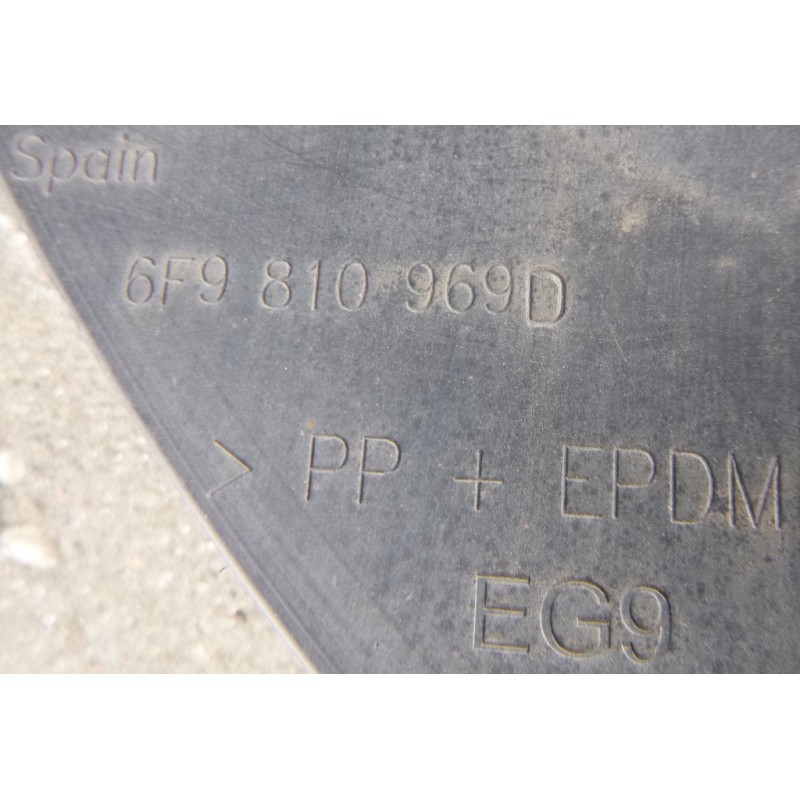 Spain
6F9 810 969D
> PP + EPDM
EG9